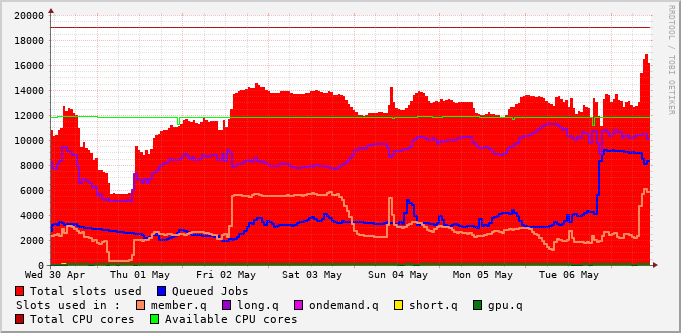 20000
18000
16000
14000
12000
10000
8000
6000
4000
2000
0
Wed 30 Apr Thu 01 May Fri 02 May Sat 03 May Sun 04 May Mon 05 May Tue 06 May
Total slots used Queued Jobs
Slots used in : member.q long.q ondemand.q short.q gpu.q
Total CPU cores Available CPU cores
RRDTOOL / TOBI OETIKER